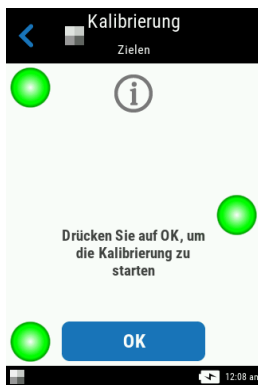 Kalibrierung
Zielen
Drücken Sie auf OK, um
die Kalibrierung zu
starten
OK
12:08 am